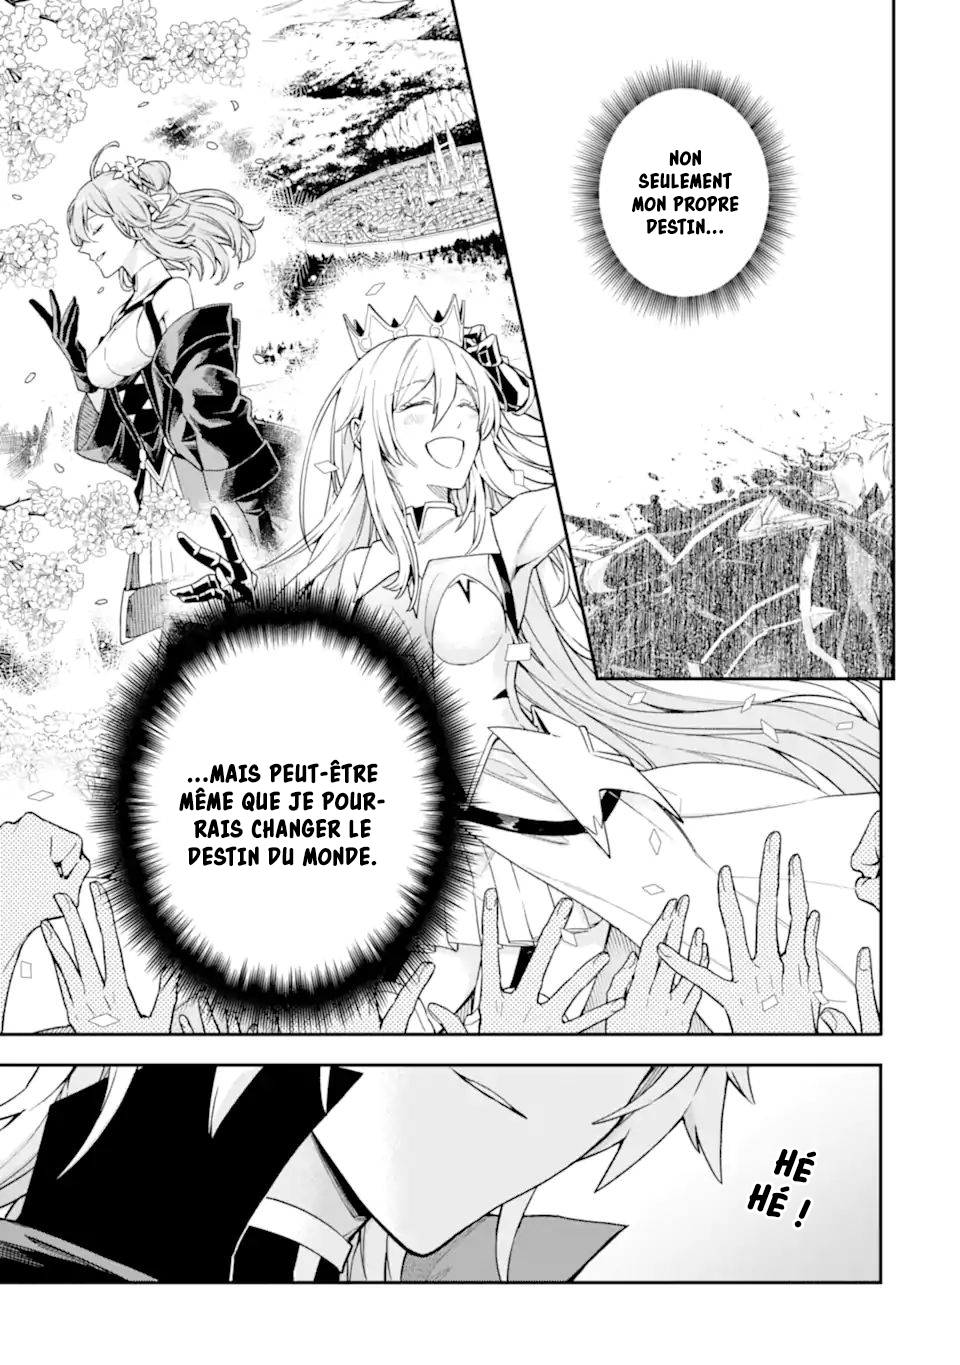 NON
SEULEMENT
MON PROPRE
DESTIN...
...MAIS PEUT-ÊTRE
MÊME QUE JE POUR-
RAIS CHANGER LE
DESTIN DU MONDE.
HÉ
HÉ !